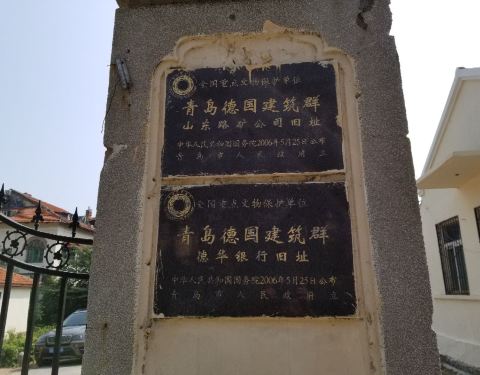 全国重点文物保护单位
青岛德国建筑群
山东路矿公司旧址
中华人民共和国国务院2006年5月25日公布
青岛市人民政府立
全国重点文物保护单位
青岛德国建筑群
德华银行旧址
中华人民共和国国务院2006年5月25日公布
青岛市人民政府立